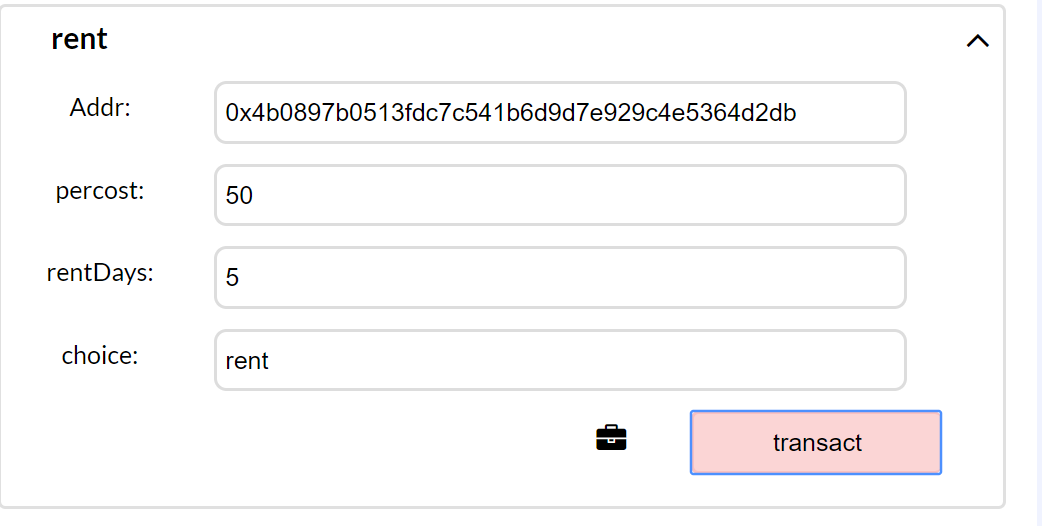 rent
Addr: 0x4b0897b0513fdc7c541b6d9d7e929c4e5364d2db
percost: 50
rentDays: 5
choice: rent
transact